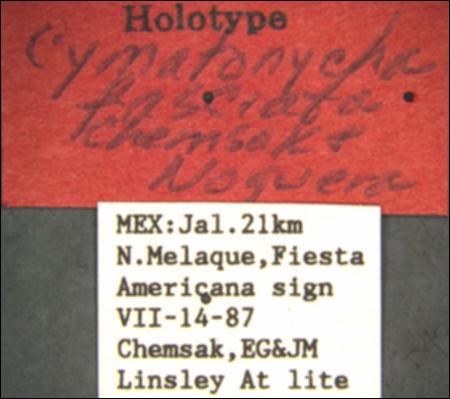 Holotype
Cymatonycha
fasciata
Chemsak &
Noguera
MEX:Jal.21km
N.Melaque,Fiesta
Americana sign
VII-14-87
Chemsak,EG&JM
Linsley At lite